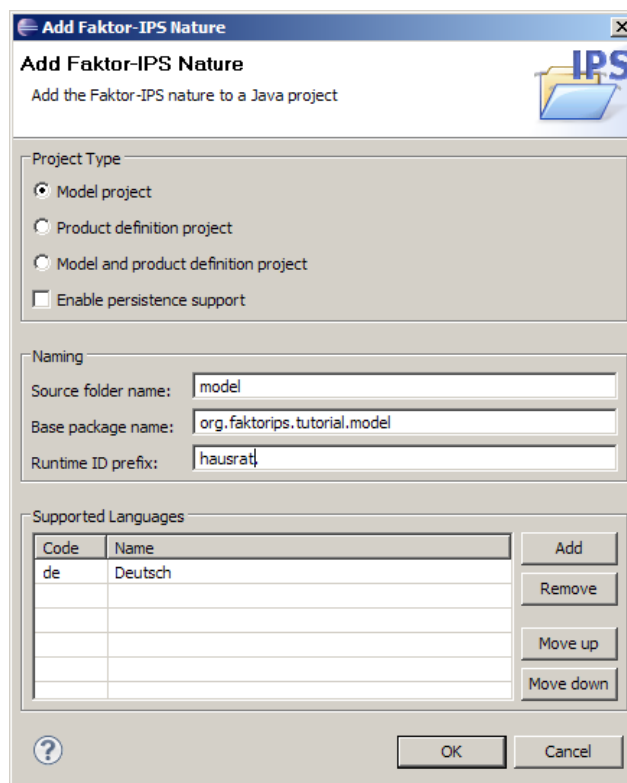 Add Faktor-IPS Nature
Add Faktor-IPS Nature
Add the Faktor-IPS nature to a Java project
IPS
Project Type
Model project
Product definition project
Model and product definition project
Enable persistence support
Naming
Source folder name: model
Base package name: org.faktorips.tutorial.model
Runtime ID prefix: hausrat.
Supported Languages
Code Name
de Deutsch
Add
Remove
Move up
Move down
? OK Cancel